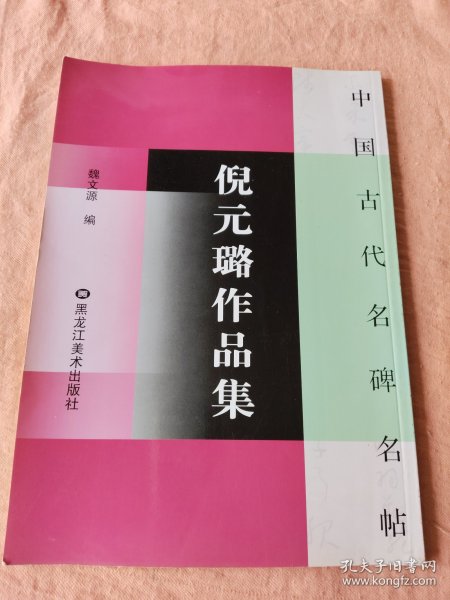 中国古代名碑名帖
倪元璐作品集
魏文源 编
黑龙江美术出版社
孔夫子旧书网
www.kongfz.com